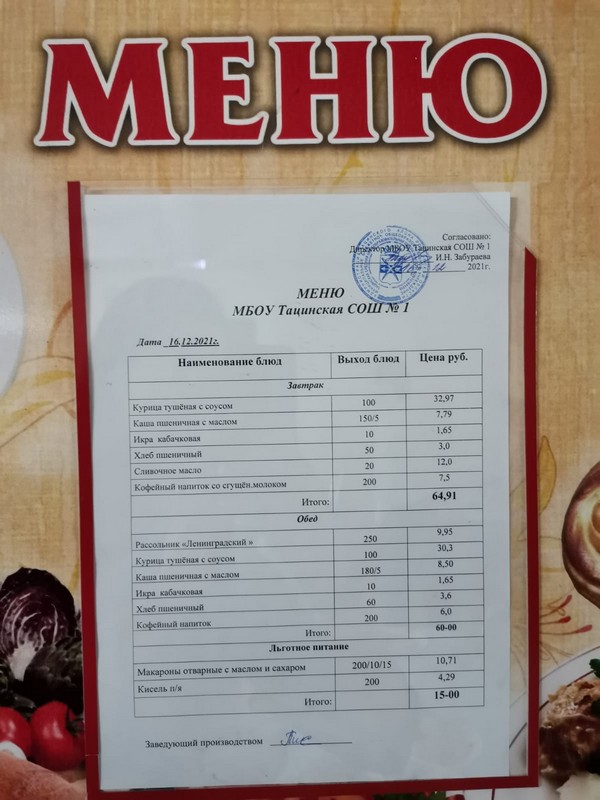 МЕНЮ
Согласовано:
Директор МБОУ Тацинская СОШ № 1
И.Н. Забураева
2021г.
МЕНЮ
МБОУ Тацинская СОШ № 1
Дата 16.12.2021г.
Наименование блюд Выход блюд Цена руб.
Завтрак
Курица тушёная с соусом 100 32,97
Каша пшеничная с маслом 150/5 7,79
Икра кабачковая 10 1,65
Хлеб пшеничный 50 3,0
Сливочное масло 20 12,0
Кофейный напиток со сгущён.молоком 200 7,5
Итого: 64,91
Обед
Рассольник «Ленинградский » 250 9,95
Курица тушёная с соусом 100 30,3
Каша пшеничная с маслом 180/5 8,50
Икра кабачковая 10 1,65
Хлеб пшеничный 60 3,6
Кофейный напиток 200 6,0
Итого: 60-00
Льготное питание
Макароны отварные с маслом и сахаром 200/10/15 10,71
Кисель п/я 200 4,29
Итого: 15-00
Заведующий производством